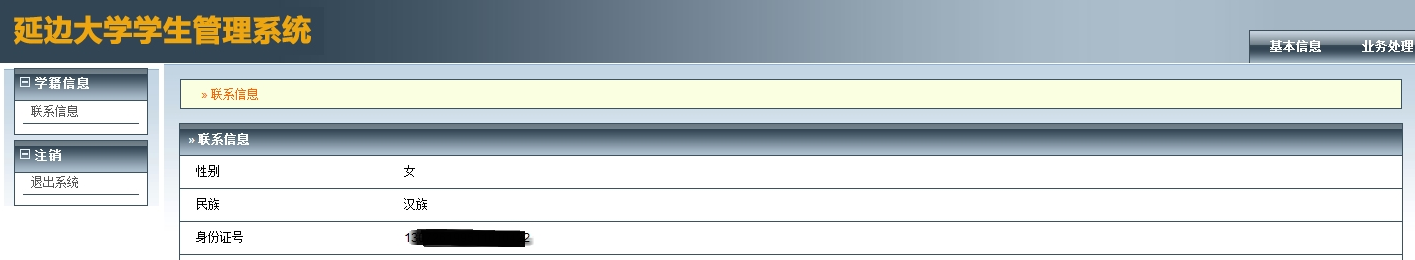 延边大学学生管理系统
基本信息 业务处理
学籍信息
联系信息
注销
退出系统
» 联系信息
» 联系信息
性别 女
民族 汉族
身份证号